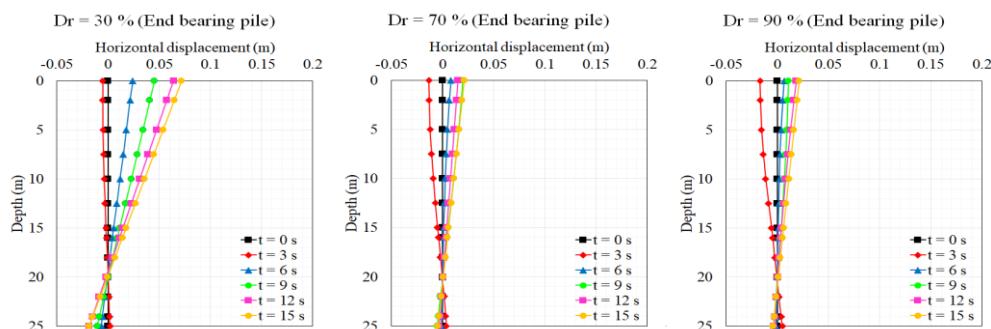 Dr = 30 % (End bearing pile)
Horizontal displacement (m)
-0.05 0 0.05 0.1 0.15 0.2
0
5
10
15
20
25
Depth (m)
t = 0 s
t = 3 s
t = 6 s
t = 9 s
t = 12 s
t = 15 s
Dr = 70 % (End bearing pile)
Horizontal displacement (m)
-0.05 0 0.05 0.1 0.15 0.2
0
5
10
15
20
25
Depth (m)
t = 0 s
t = 3 s
t = 6 s
t = 9 s
t = 12 s
t = 15 s
Dr = 90 % (End bearing pile)
Horizontal displacement (m)
-0.05 0 0.05 0.1 0.15 0.2
0
5
10
15
20
25
Depth (m)
t = 0 s
t = 3 s
t = 6 s
t = 9 s
t = 12 s
t = 15 s